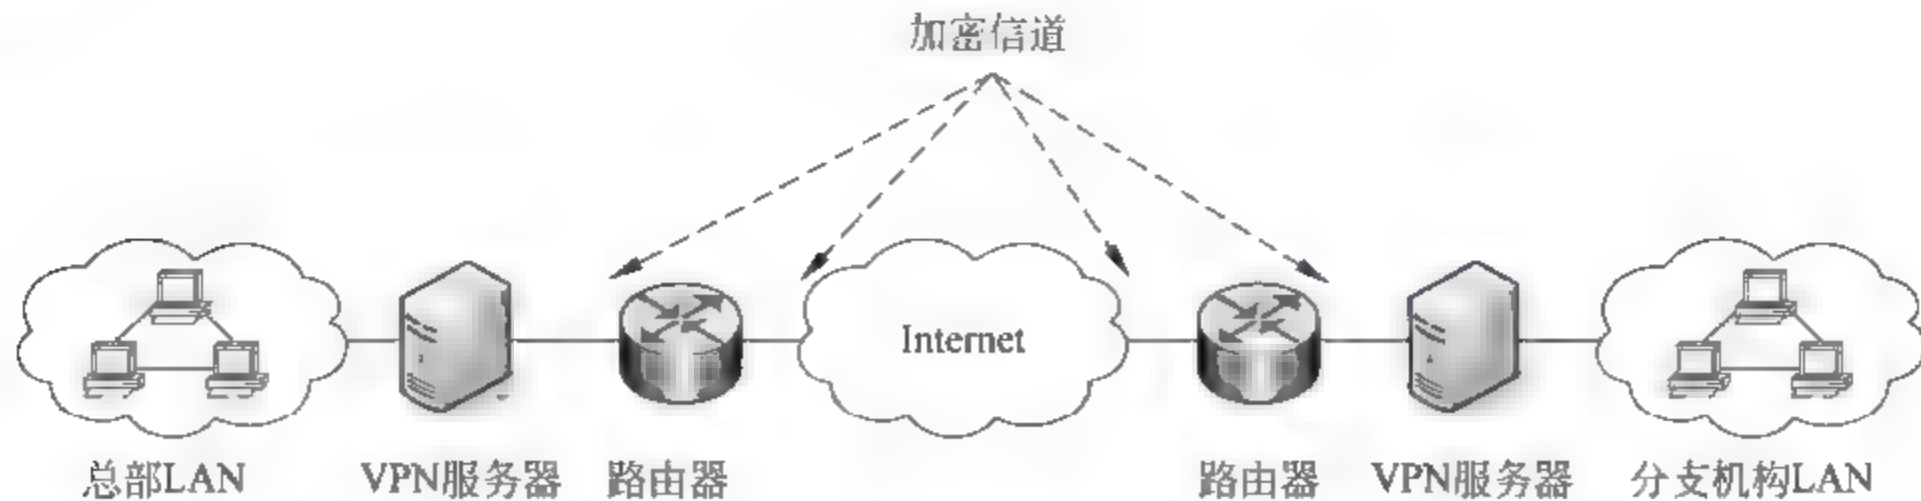 加密信道
Internet
总部LAN
VPN服务器
路由器
路由器
VPN服务器
分支机构LAN